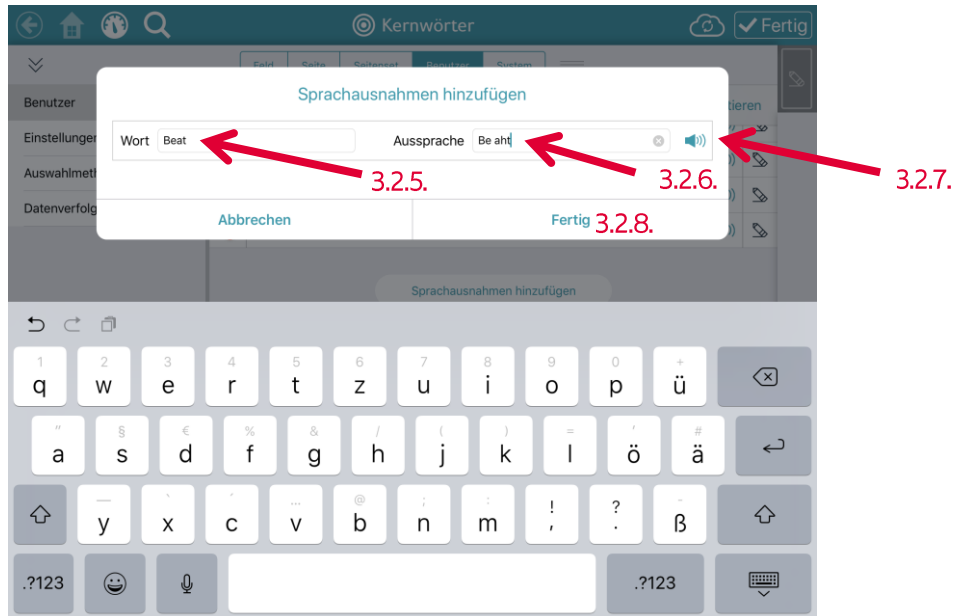 Kernwörter
Fertig
Feld Seite Seitenset Benutzer System
Benutzer
Einstellungen
Auswahlmeth
Datenverfolg
tieren
Sprachausnahmen hinzufügen
Wort Beat Aussprache Be aht
3.2.5. 3.2.6. 3.2.7.
Abbrechen Fertig 3.2.8.
Sprachausnahmen hinzufügen
1 2 3 4 5 6 7 8 9 0 +
q w e r t z u i o p ü
" § € % & / ( ) = ' #
a s d f g h j k l ö ä
— ` ´ ... @ ; : ! ? -
y x c v b n m , . ß
.?123 .?123